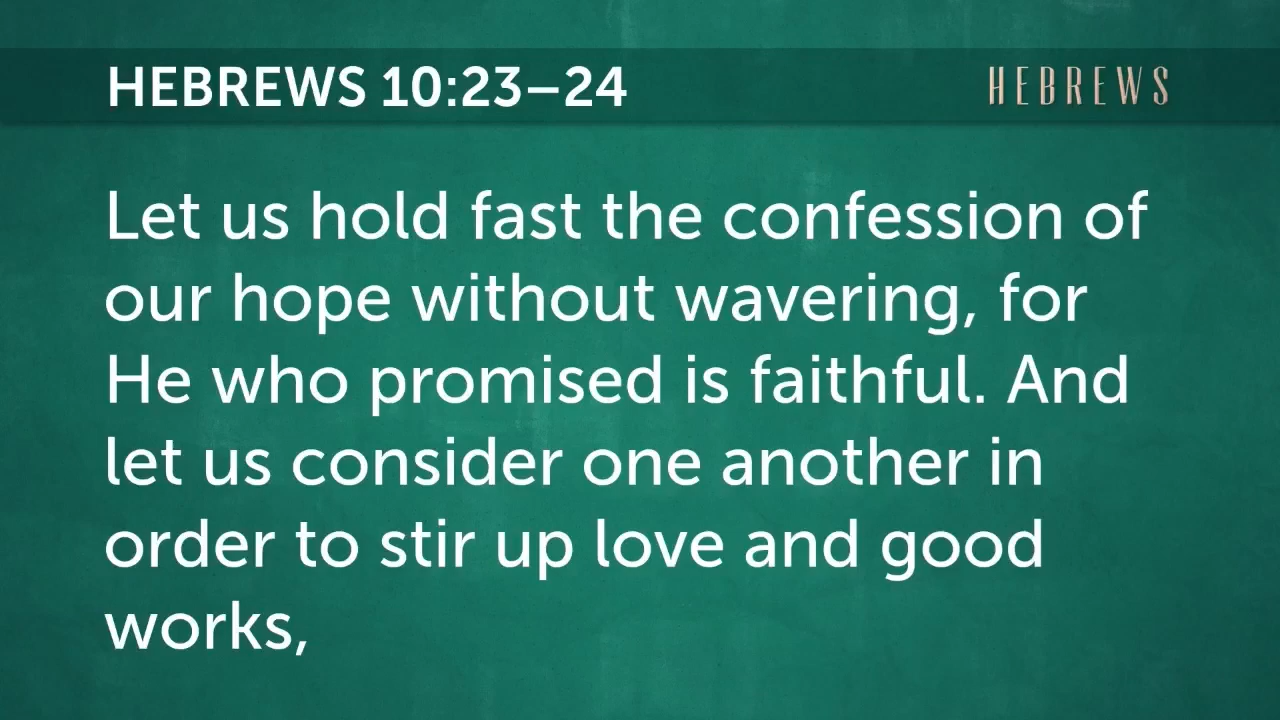 HEBREWS 10:23–24
HEBREWS
Let us hold fast the confession of
our hope without wavering, for
He who promised is faithful. And
let us consider one another in
order to stir up love and good
works,